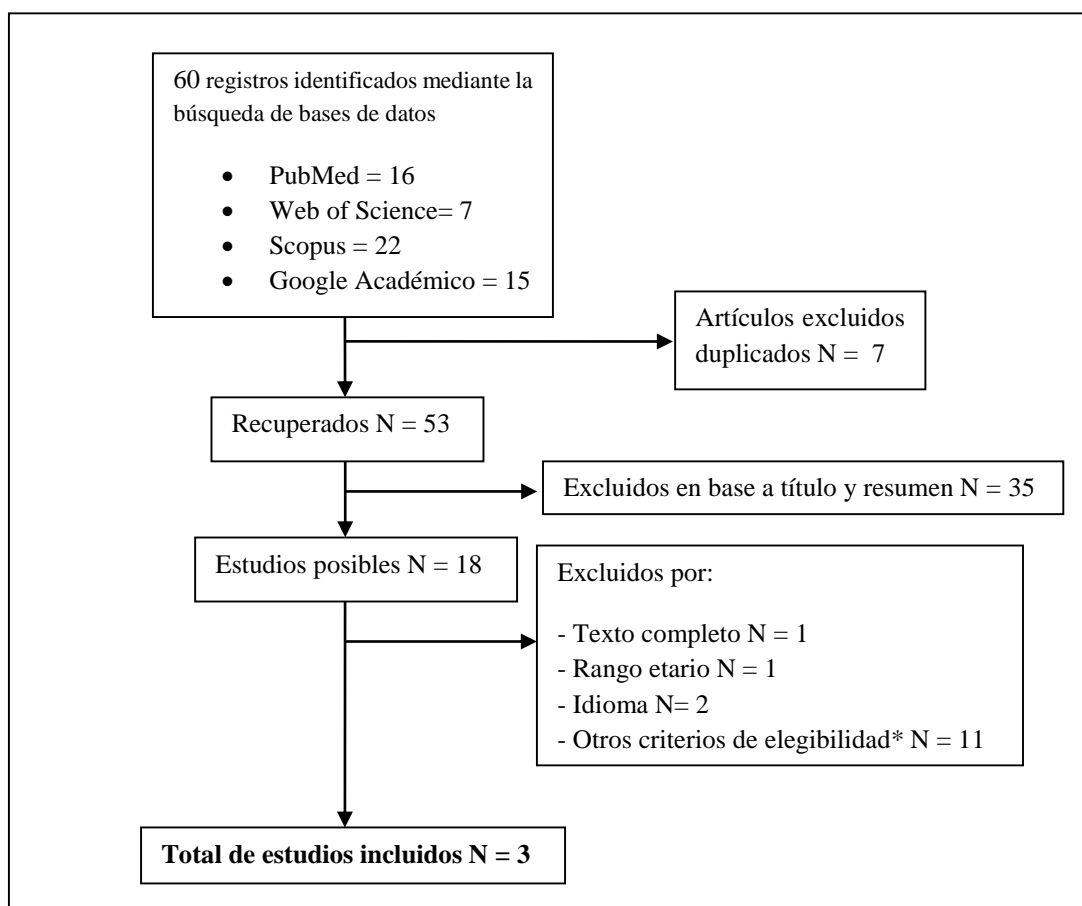 60 registros identificados mediante la
búsqueda de bases de datos
• PubMed = 16
• Web of Science= 7
• Scopus = 22
• Google Académico = 15
Artículos excluidos
duplicados N = 7
Recuperados N = 53
Excluidos en base a título y resumen N = 35
Estudios posibles N = 18
Excluidos por:
- Texto completo N = 1
- Rango etario N = 1
- Idioma N= 2
- Otros criterios de elegibilidad* N = 11
Total de estudios incluidos N = 3